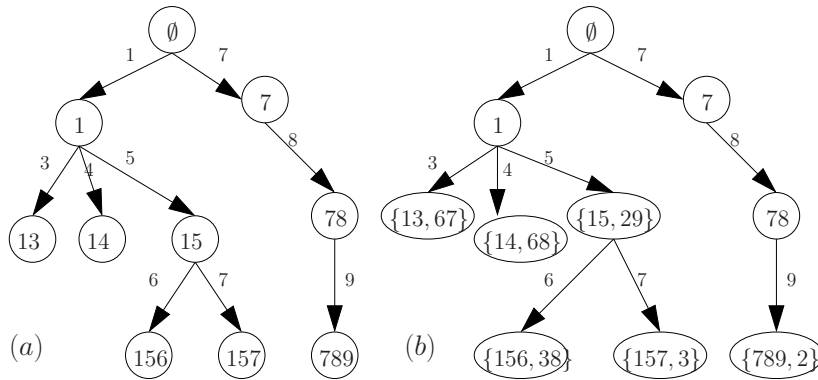 ∅ ∅
1 7 1 7
7 7
1 1
8 8
3 4 5 3 4 5
13 14 15 78 {13, 67} {14, 68} {15, 29} 78
6 7 9 6 7 9
(a) 156 157 789 (b) {156, 38} {157, 3} {789, 2}